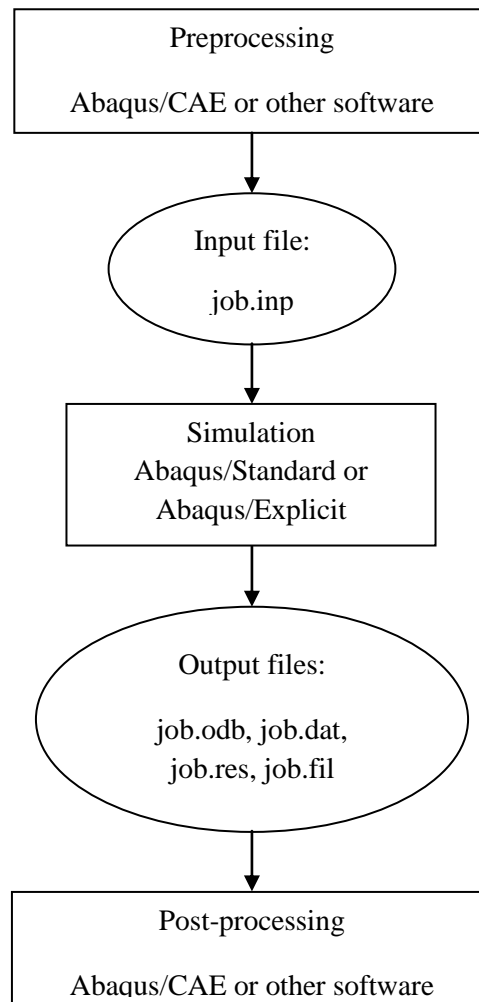 Preprocessing
Abaqus/CAE or other software
Input file:
job.inp
Simulation
Abaqus/Standard or
Abaqus/Explicit
Output files:
job.odb, job.dat,
job.res, job.fil
Post-processing
Abaqus/CAE or other software